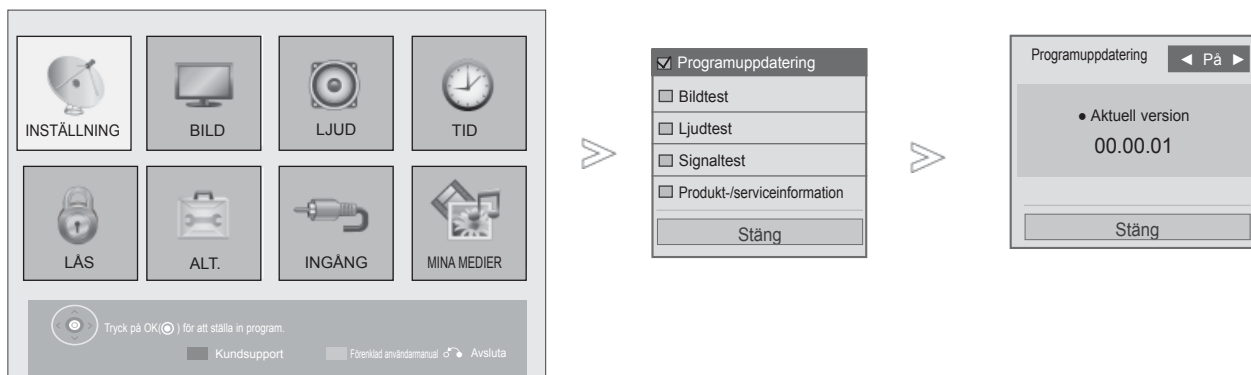 INSTÄLLNING
BILD
LJUD
TID
LÅS
ALT.
INGÅNG
MINA MEDIER
Tryck på OK( ) för att ställa in program.
Kundsupport
Förenklad användarmanual
Avsluta
Programuppdatering
Bildtest
Ljudtest
Signaltest
Produkt-/serviceinformation
Stäng
Programuppdatering ◄ På ►
● Aktuell version
00.00.01
Stäng